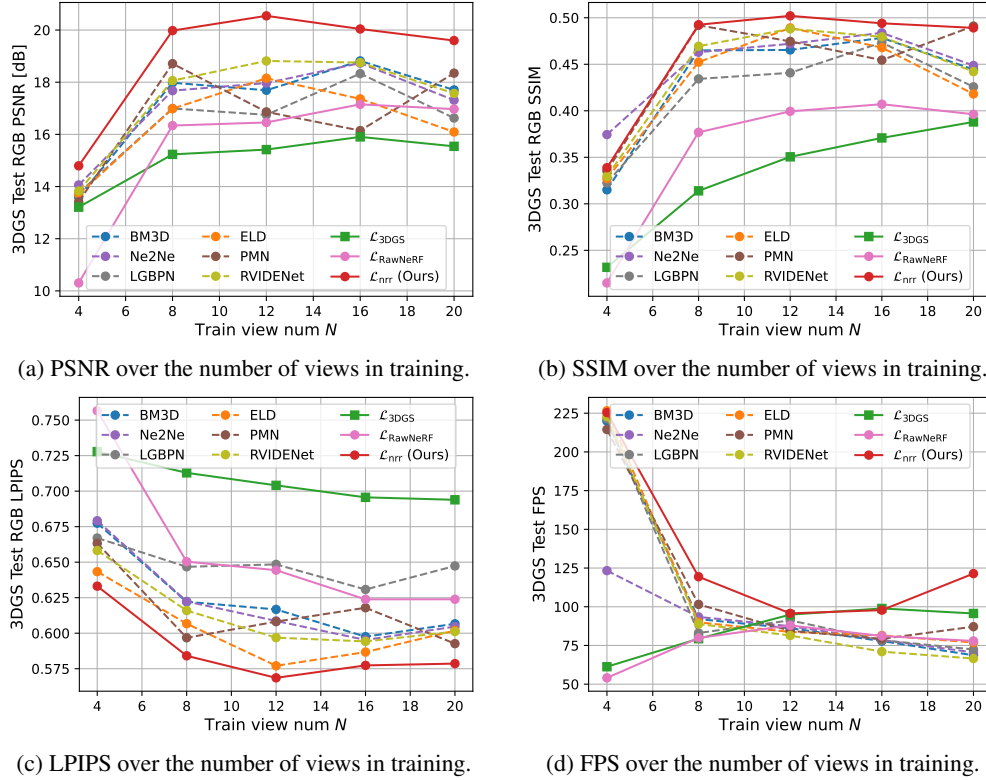 3DGS Test RGB PSNR [dB]
20
18
16
14
12
10
BM3D
Ne2Ne
LGBPN
ELD
PMN
RVIDENet
ℒ3DGS
ℒRawNeRF
ℒnrr (Ours)
4 6 8 10 12 14 16 18 20
Train view num N
(a) PSNR over the number of views in training.
3DGS Test RGB SSIM
0.50
0.45
0.40
0.35
0.30
0.25
BM3D
Ne2Ne
LGBPN
ELD
PMN
RVIDENet
ℒ3DGS
ℒRawNeRF
ℒnrr (Ours)
4 6 8 10 12 14 16 18 20
Train view num N
(b) SSIM over the number of views in training.
3DGS Test RGB LPIPS
0.750
0.725
0.700
0.675
0.650
0.625
0.600
0.575
BM3D
Ne2Ne
LGBPN
ELD
PMN
RVIDENet
ℒ3DGS
ℒRawNeRF
ℒnrr (Ours)
4 6 8 10 12 14 16 18 20
Train view num N
(c) LPIPS over the number of views in training.
3DGS Test FPS
225
200
175
150
125
100
75
50
BM3D
Ne2Ne
LGBPN
ELD
PMN
RVIDENet
ℒ3DGS
ℒRawNeRF
ℒnrr (Ours)
4 6 8 10 12 14 16 18 20
Train view num N
(d) FPS over the number of views in training.